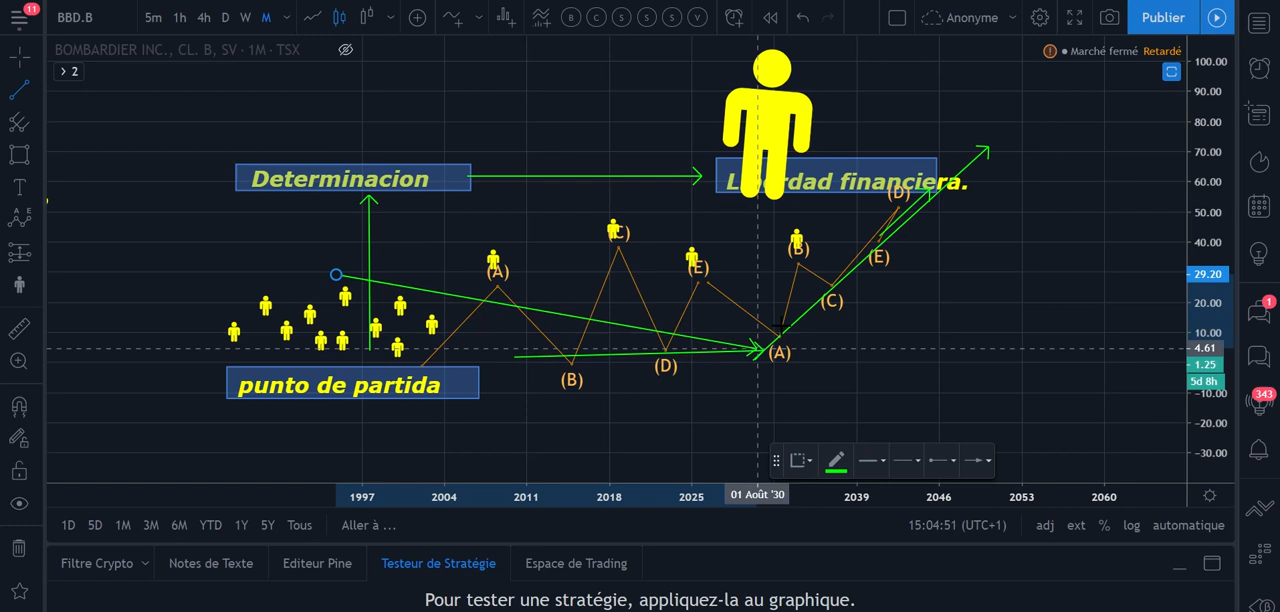 11
BBD.B 5m 1h 4h D W M B C S S S V Anonyme Publier
BOMBARDIER INC., CL. B, SV · 1M · TSX
Marché fermé Retardé
2
100.00
90.00
80.00
70.00
60.00
50.00
40.00
29.20
20.00
10.00
4.61
1.25
5d 8h
-10.00
-20.00
-30.00
Determinacion
financiera.
punto de partida
(A)
(B)
(C)
(D)
(E)
(A)
(B)
(C)
(D)
(E)
1
343
1997 2004 2011 2018 2025 01 Août '30 2039 2046 2053 2060
1D 5D 1M 3M 6M YTD 1Y 5Y Tous Aller à ... 15:04:51 (UTC+1) adj ext % log automatique
Filtre Crypto Notes de Texte Editeur Pine Testeur de Stratégie Espace de Trading
Pour tester une stratégie, appliquez-la au graphique.